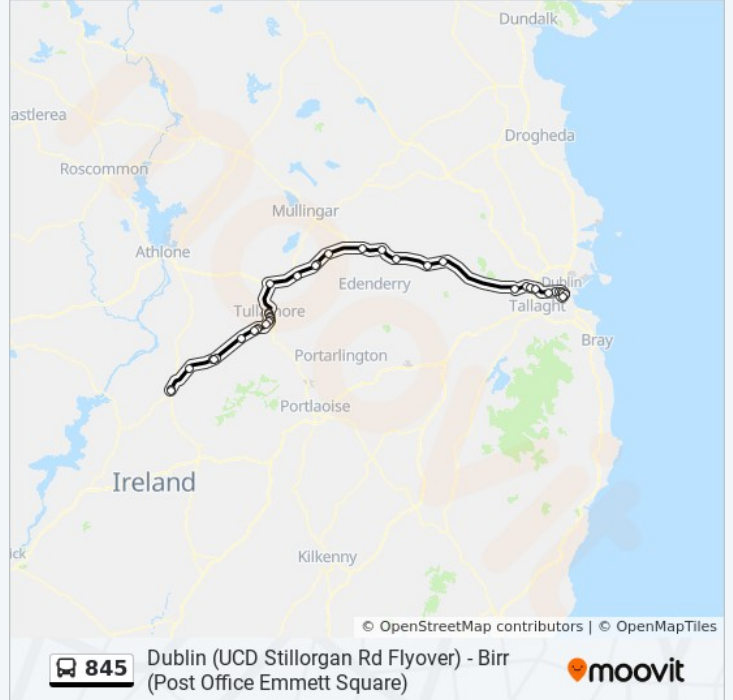 Dundalk
astlerea
Drogheda
Roscommon
Mullingar
Athlone
Edenderry
Dublin
Tullamore
Tallaght
Bray
Portarlington
Portlaoise
Ireland
ick
Kilkenny
© OpenStreetMap contributors | © OpenMapTiles
845
Dublin (UCD Stillorgan Rd Flyover) - Birr
(Post Office Emmett Square)
moovit